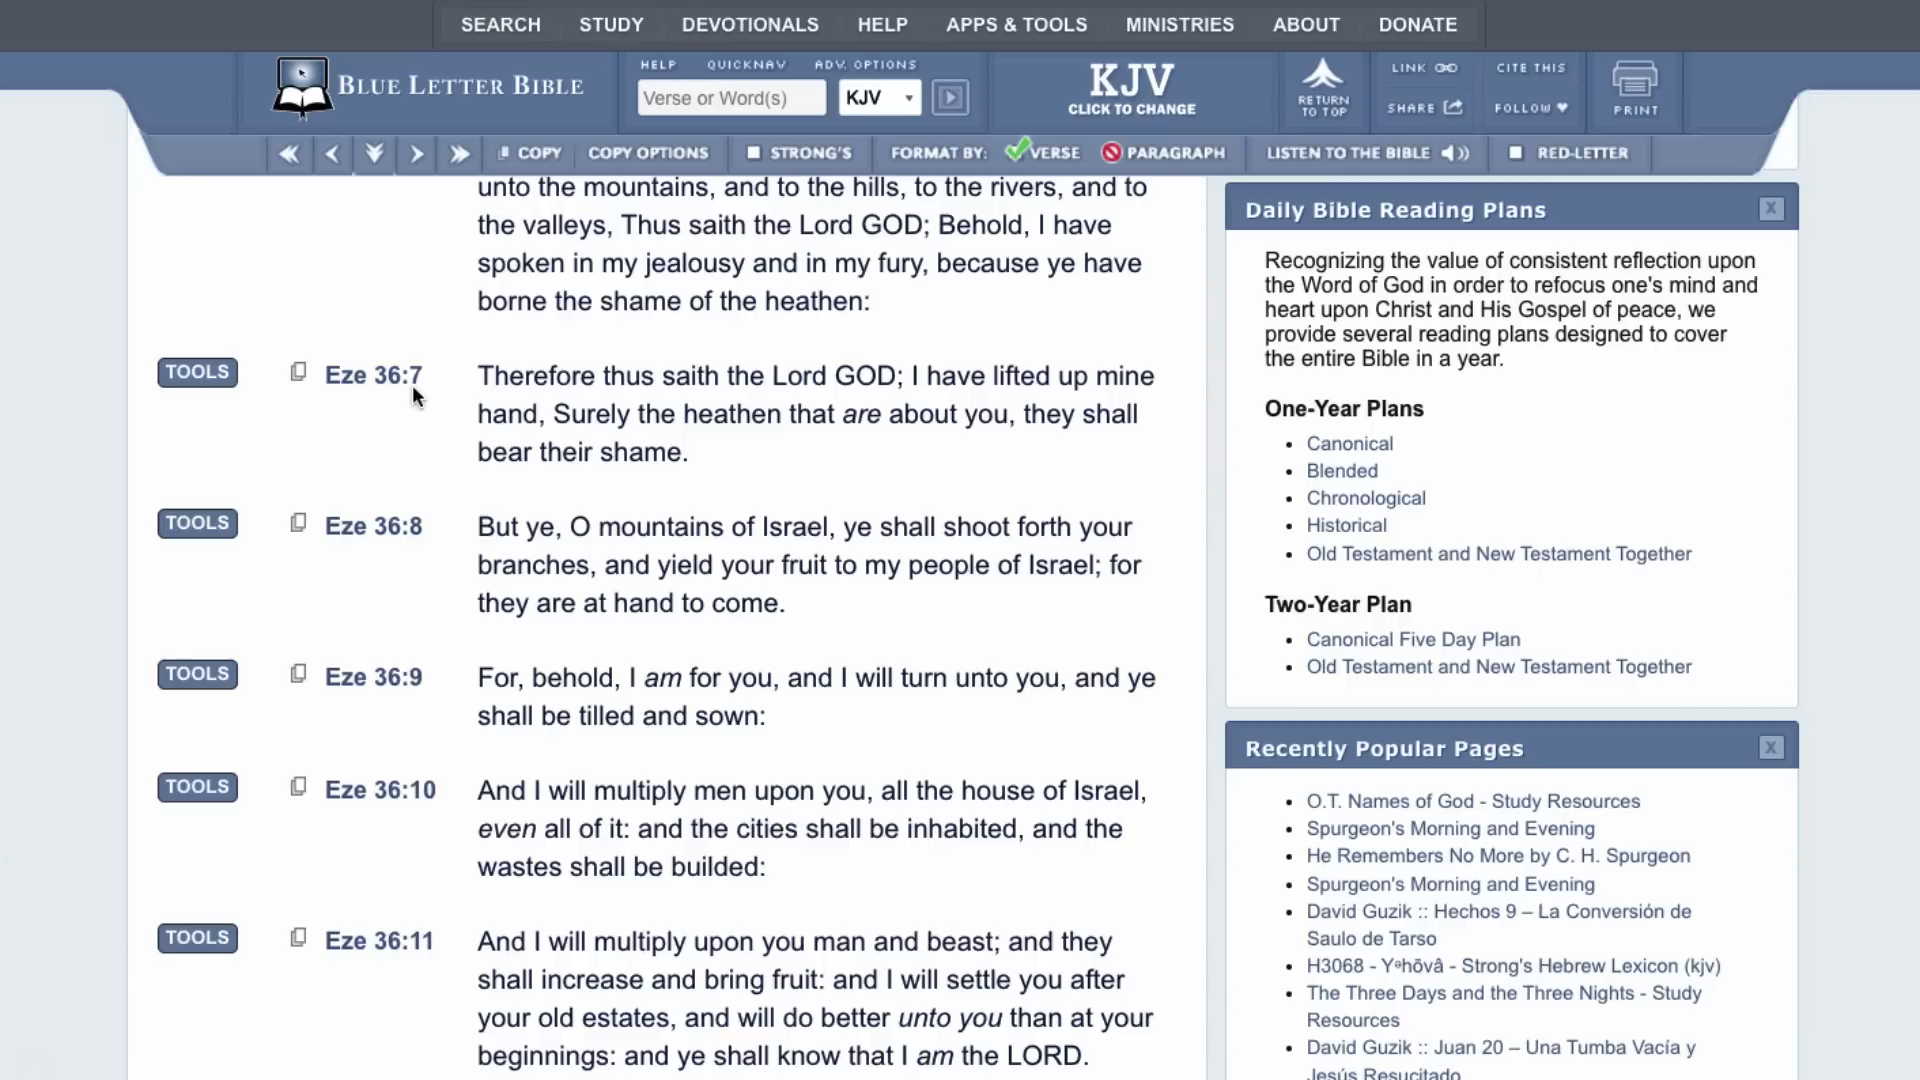 SEARCH STUDY DEVOTIONALS HELP APPS & TOOLS MINISTRIES ABOUT DONATE
BLUE LETTER BIBLE
HELP QUICKNAV ADV. OPTIONS
Verse or Word(s) KJV
KJV
CLICK TO CHANGE
RETURN
TO TOP
LINK CITE THIS
SHARE FOLLOW
PRINT
COPY COPY OPTIONS STRONG'S FORMAT BY: VERSE PARAGRAPH LISTEN TO THE BIBLE RED-LETTER
unto the mountains, and to the hills, to the rivers, and to
the valleys, Thus saith the Lord GOD; Behold, I have
spoken in my jealousy and in my fury, because ye have
borne the shame of the heathen:
TOOLS Eze 36:7 Therefore thus saith the Lord GOD; I have lifted up mine
hand, Surely the heathen that are about you, they shall
bear their shame.
TOOLS Eze 36:8 But ye, O mountains of Israel, ye shall shoot forth your
branches, and yield your fruit to my people of Israel; for
they are at hand to come.
TOOLS Eze 36:9 For, behold, I am for you, and I will turn unto you, and ye
shall be tilled and sown:
TOOLS Eze 36:10 And I will multiply men upon you, all the house of Israel,
even all of it: and the cities shall be inhabited, and the
wastes shall be builded:
TOOLS Eze 36:11 And I will multiply upon you man and beast; and they
shall increase and bring fruit: and I will settle you after
your old estates, and will do better unto you than at your
beginnings: and ye shall know that I am the LORD.
Daily Bible Reading Plans X
Recognizing the value of consistent reflection upon
the Word of God in order to refocus one's mind and
heart upon Christ and His Gospel of peace, we
provide several reading plans designed to cover
the entire Bible in a year.
One-Year Plans
• Canonical
• Blended
• Chronological
• Historical
• Old Testament and New Testament Together
Two-Year Plan
• Canonical Five Day Plan
• Old Testament and New Testament Together
Recently Popular Pages X
• O.T. Names of God - Study Resources
• Spurgeon's Morning and Evening
• He Remembers No More by C. H. Spurgeon
• Spurgeon's Morning and Evening
• David Guzik :: Hechos 9 – La Conversión de
Saulo de Tarso
• H3068 - Yᵊhōvâ - Strong's Hebrew Lexicon (kjv)
• The Three Days and the Three Nights - Study
Resources
• David Guzik :: Juan 20 – Una Tumba Vacía y
Jesús Resucitado